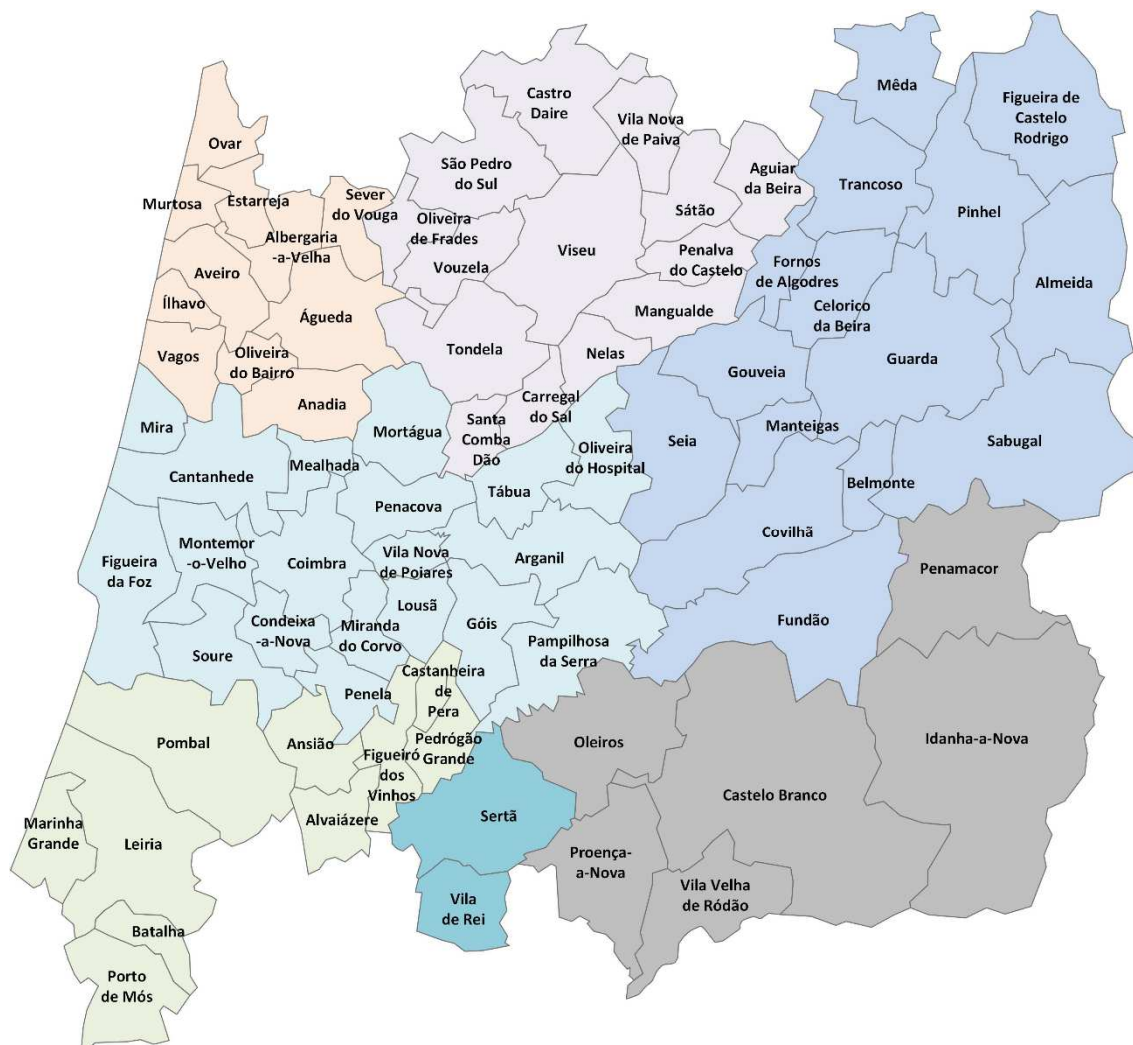 Castro
Daire
Mêda
Figueira de
Castelo
Rodrigo
Vila Nova
de Paiva
Ovar
São Pedro
do Sul
Aguiar
da Beira
Trancoso
Murtosa
Estarreja
Sever
do Vouga
Sátão
Pinhel
Oliveira
de Frades
Albergaria
-a-Velha
Viseu
Penalva
do Castelo
Fornos
de Algodres
Vouzela
Aveiro
Almeida
Ílhavo
Celorico
da Beira
Mangualde
Águeda
Tondela
Nelas
Vagos
Oliveira
do Bairro
Guarda
Gouveia
Anadia
Carregal
do Sal
Mira
Mortágua
Santa
Comba
Dão
Manteigas
Seia
Sabugal
Oliveira
do Hospital
Mealhada
Cantanhede
Tábua
Belmonte
Penacova
Covilhã
Montemor
-o-Velho
Vila Nova
de Poiares
Arganil
Coimbra
Figueira
da Foz
Penamacor
Lousã
Condeixa
-a-Nova
Miranda
do Corvo
Góis
Fundão
Pampilhosa
da Serra
Soure
Castanheira
de
Pera
Penela
Pombal
Ansião
Pedrógão
Grande
Oleiros
Idanha-a-Nova
Figueiró
dos
Vinhos
Castelo Branco
Sertã
Marinha
Grande
Alvaiázere
Leiria
Proença-
a-Nova
Vila Velha
de Ródão
Vila
de Rei
Batalha
Porto
de Mós